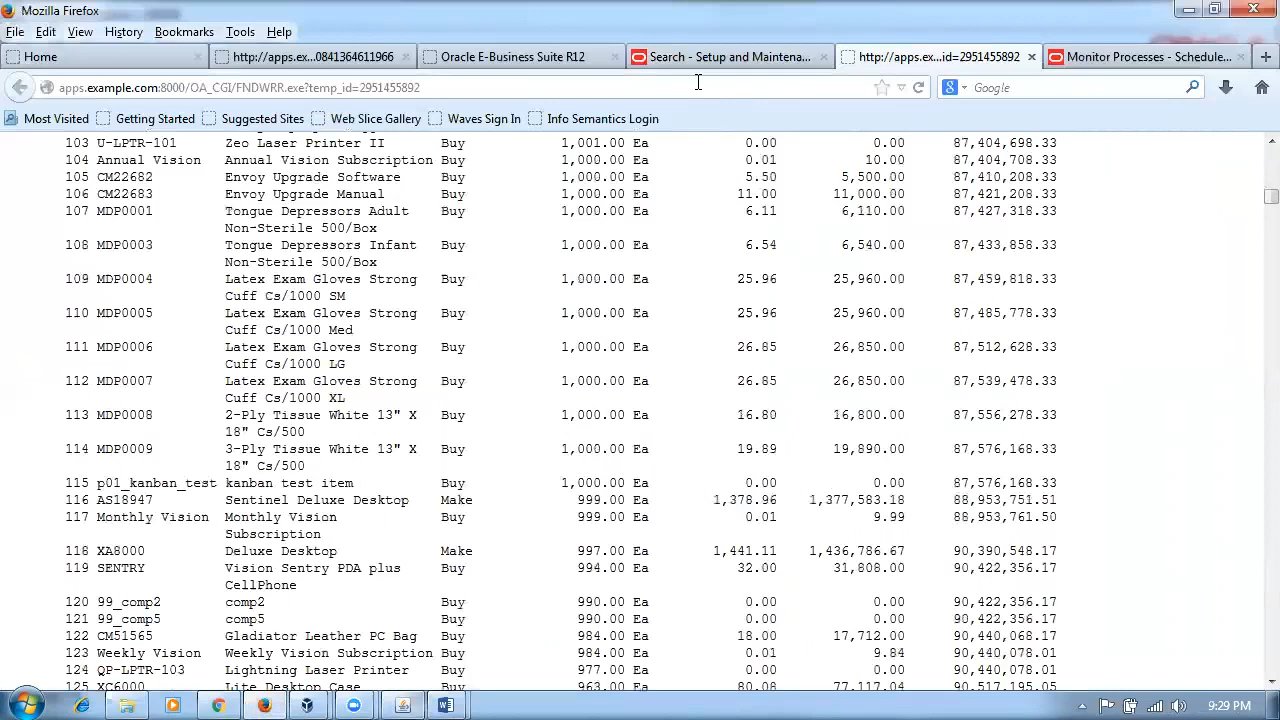 Mozilla Firefox
File Edit View History Bookmarks Tools Help
Home http://apps.ex...0841364611966 Oracle E-Business Suite R12 Search - Setup and Maintena... http://apps.ex...id=2951455892 Monitor Processes - Schedule...
apps.example.com:8000/OA_CGI/FNDWRR.exe?temp_id=2951455892 Google
Most Visited Getting Started Suggested Sites Web Slice Gallery Waves Sign In Info Semantics Login
103 U-LPTR-101 Zeo Laser Printer II Buy 1,001.00 Ea 0.00 0.00 87,404,698.33
104 Annual Vision Annual Vision Subscription Buy 1,000.00 Ea 0.01 10.00 87,404,708.33
105 CM22682 Envoy Upgrade Software Buy 1,000.00 Ea 5.50 5,500.00 87,410,208.33
106 CM22683 Envoy Upgrade Manual Buy 1,000.00 Ea 11.00 11,000.00 87,421,208.33
107 MDP0001 Tongue Depressors Adult Buy 1,000.00 Ea 6.11 6,110.00 87,427,318.33
Non-Sterile 500/Box
108 MDP0003 Tongue Depressors Infant Buy 1,000.00 Ea 6.54 6,540.00 87,433,858.33
Non-Sterile 500/Box
109 MDP0004 Latex Exam Gloves Strong Buy 1,000.00 Ea 25.96 25,960.00 87,459,818.33
Cuff Cs/1000 SM
110 MDP0005 Latex Exam Gloves Strong Buy 1,000.00 Ea 25.96 25,960.00 87,485,778.33
Cuff Cs/1000 Med
111 MDP0006 Latex Exam Gloves Strong Buy 1,000.00 Ea 26.85 26,850.00 87,512,628.33
Cuff Cs/1000 LG
112 MDP0007 Latex Exam Gloves Strong Buy 1,000.00 Ea 26.85 26,850.00 87,539,478.33
Cuff Cs/1000 XL
113 MDP0008 2-Ply Tissue White 13" X Buy 1,000.00 Ea 16.80 16,800.00 87,556,278.33
18" Cs/500
114 MDP0009 3-Ply Tissue White 13" X Buy 1,000.00 Ea 19.89 19,890.00 87,576,168.33
18" Cs/500
115 p01_kanban_test kanban test item Buy 1,000.00 Ea 0.00 0.00 87,576,168.33
116 AS18947 Sentinel Deluxe Desktop Make 999.00 Ea 1,378.96 1,377,583.18 88,953,751.51
117 Monthly Vision Monthly Vision Buy 999.00 Ea 0.01 9.99 88,953,761.50
Subscription
118 XA8000 Deluxe Desktop Make 997.00 Ea 1,441.11 1,436,786.67 90,390,548.17
119 SENTRY Vision Sentry PDA plus Buy 994.00 Ea 32.00 31,808.00 90,422,356.17
CellPhone
120 99_comp2 comp2 Buy 990.00 Ea 0.00 0.00 90,422,356.17
121 99_comp5 comp5 Buy 990.00 Ea 0.00 0.00 90,422,356.17
122 CM51565 Gladiator Leather PC Bag Buy 984.00 Ea 18.00 17,712.00 90,440,068.17
123 Weekly Vision Weekly Vision Subscription Buy 984.00 Ea 0.01 9.84 90,440,078.01
124 QP-LPTR-103 Lightning Laser Printer Buy 977.00 Ea 0.00 0.00 90,440,078.01
125 XC6000 Lite Desktop Case Buy 963.00 Ea 80.08 77,117.04 90,517,195.05
9:29 PM